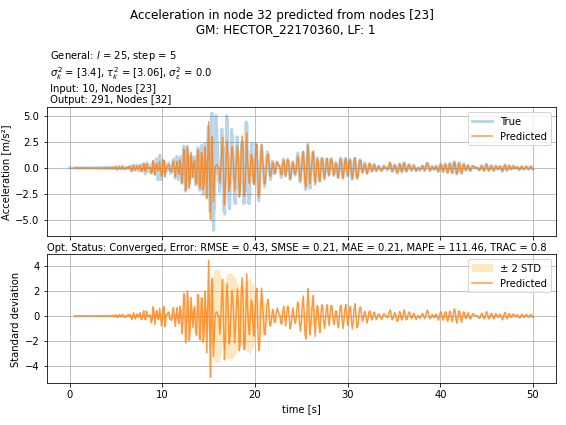 Acceleration in node 32 predicted from nodes [23]
GM: HECTOR_22170360, LF: 1
General: l = 25, step = 5
σ²ₖ = [3.4], τ²ₖ = [3.06], σ²ε = 0.0
Input: 10, Nodes [23]
Output: 291, Nodes [32]
5.0
2.5
0.0
−2.5
−5.0
Acceleration [m/s²]
True
Predicted
Opt. Status: Converged, Error: RMSE = 0.43, SMSE = 0.21, MAE = 0.21, MAPE = 111.46, TRAC = 0.8
4
2
0
−2
−4
Standard deviation
± 2 STD
Predicted
0 10 20 30 40 50
time [s]